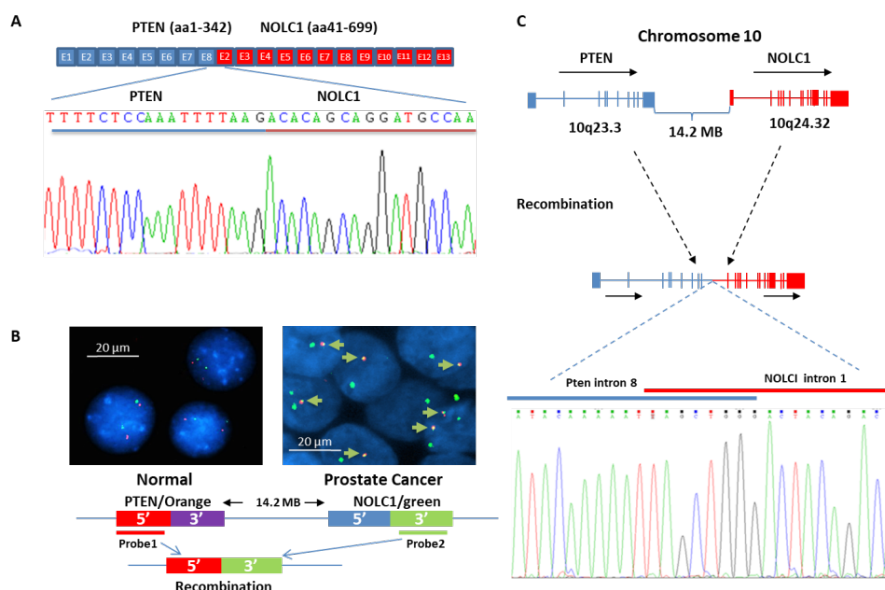 A
PTEN (aa1-342) NOLC1 (aa41-699)
E1 E2 E3 E4 E5 E6 E7 E8 E2 E3 E4 E5 E6 E7 E8 E9 E10 E11 E12 E13
PTEN NOLC1
T T T T C T C C A A A T T T T A A G A C A C A G C A G G A T G C C A A
B
20 µm
20 µm
Normal Prostate Cancer
PTEN/Orange 14.2 MB NOLC1/green
5’ 3’ 5’ 3’
Probe1 Probe2
5’ 3’
Recombination
C
Chromosome 10
PTEN NOLC1
10q23.3 14.2 MB 10q24.32
Recombination
Pten intron 8 NOLCI intron 1